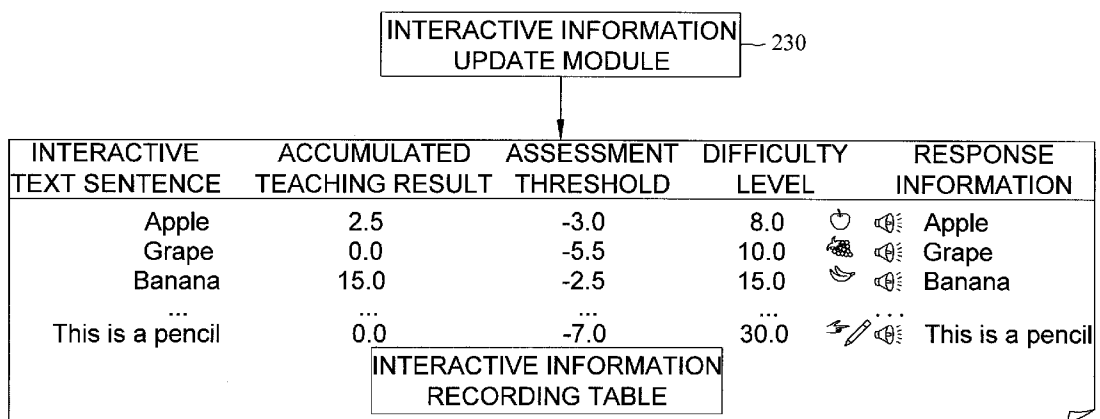 INTERACTIVE INFORMATION
UPDATE MODULE
230
INTERACTIVE ACCUMULATED ASSESSMENT DIFFICULTY RESPONSE
TEXT SENTENCE TEACHING RESULT THRESHOLD LEVEL INFORMATION
Apple 2.5 -3.0 8.0 Apple
Grape 0.0 -5.5 10.0 Grape
Banana 15.0 -2.5 15.0 Banana
... ... ... ... ...
This is a pencil 0.0 -7.0 30.0 This is a pencil
INTERACTIVE INFORMATION
RECORDING TABLE